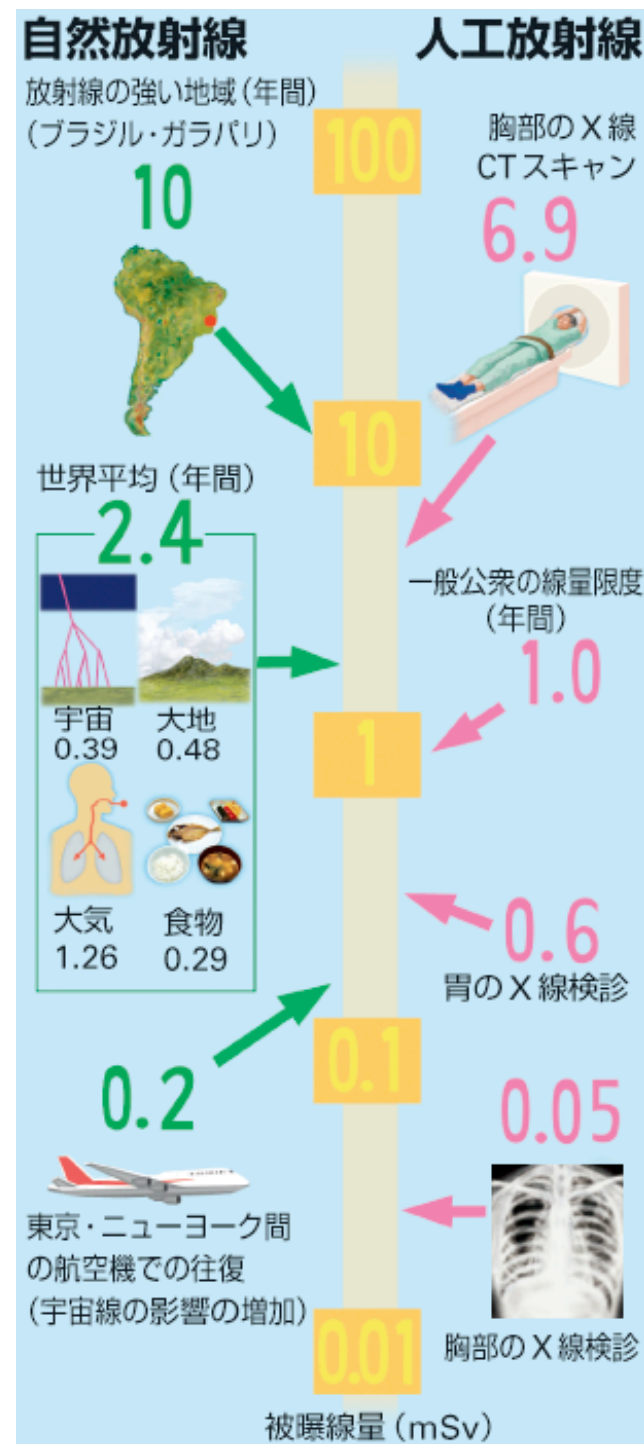 自然放射線
放射線の強い地域(年間)
(ブラジル・ガラパリ)
10
世界平均(年間)
2.4
宇宙
0.39
大地
0.48
大気
1.26
食物
0.29
0.2
東京・ニューヨーク間
の航空機での往復
(宇宙線の影響の増加)
100
10
1
0.1
0.01
被曝線量(mSv)
人工放射線
胸部のX線
CTスキャン
6.9
一般公衆の線量限度
(年間)
1.0
0.6
胃のX線検診
0.05
胸部のX線検診